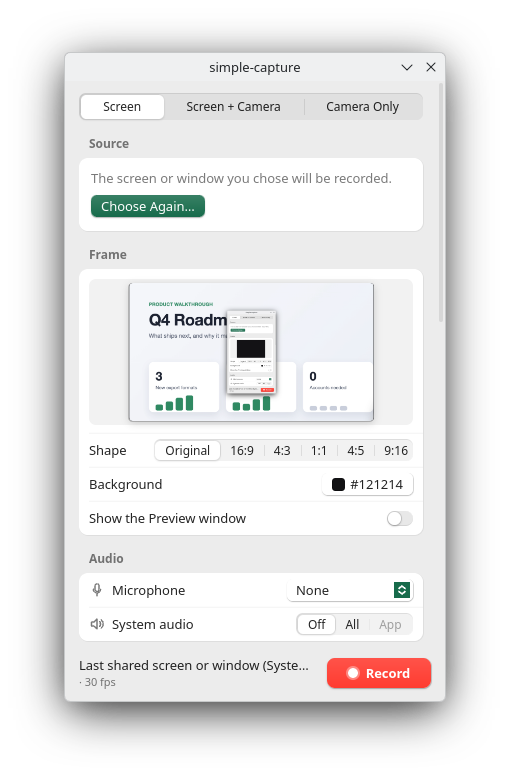 simple-capture
Screen
Screen + Camera
Camera Only
Source
The screen or window you chose will be recorded.
Choose Again...
Frame
PRODUCT WALKTHROUGH
Q4 Roadm
What ships next, and why it m
3
New export formats
0
Accounts needed
Shape
Original
16:9
4:3
1:1
4:5
9:16
Background
#121214
Show the Preview window
Audio
Microphone
None
System audio
Off
All
App
Last shared screen or window (Syste...
· 30 fps
Record